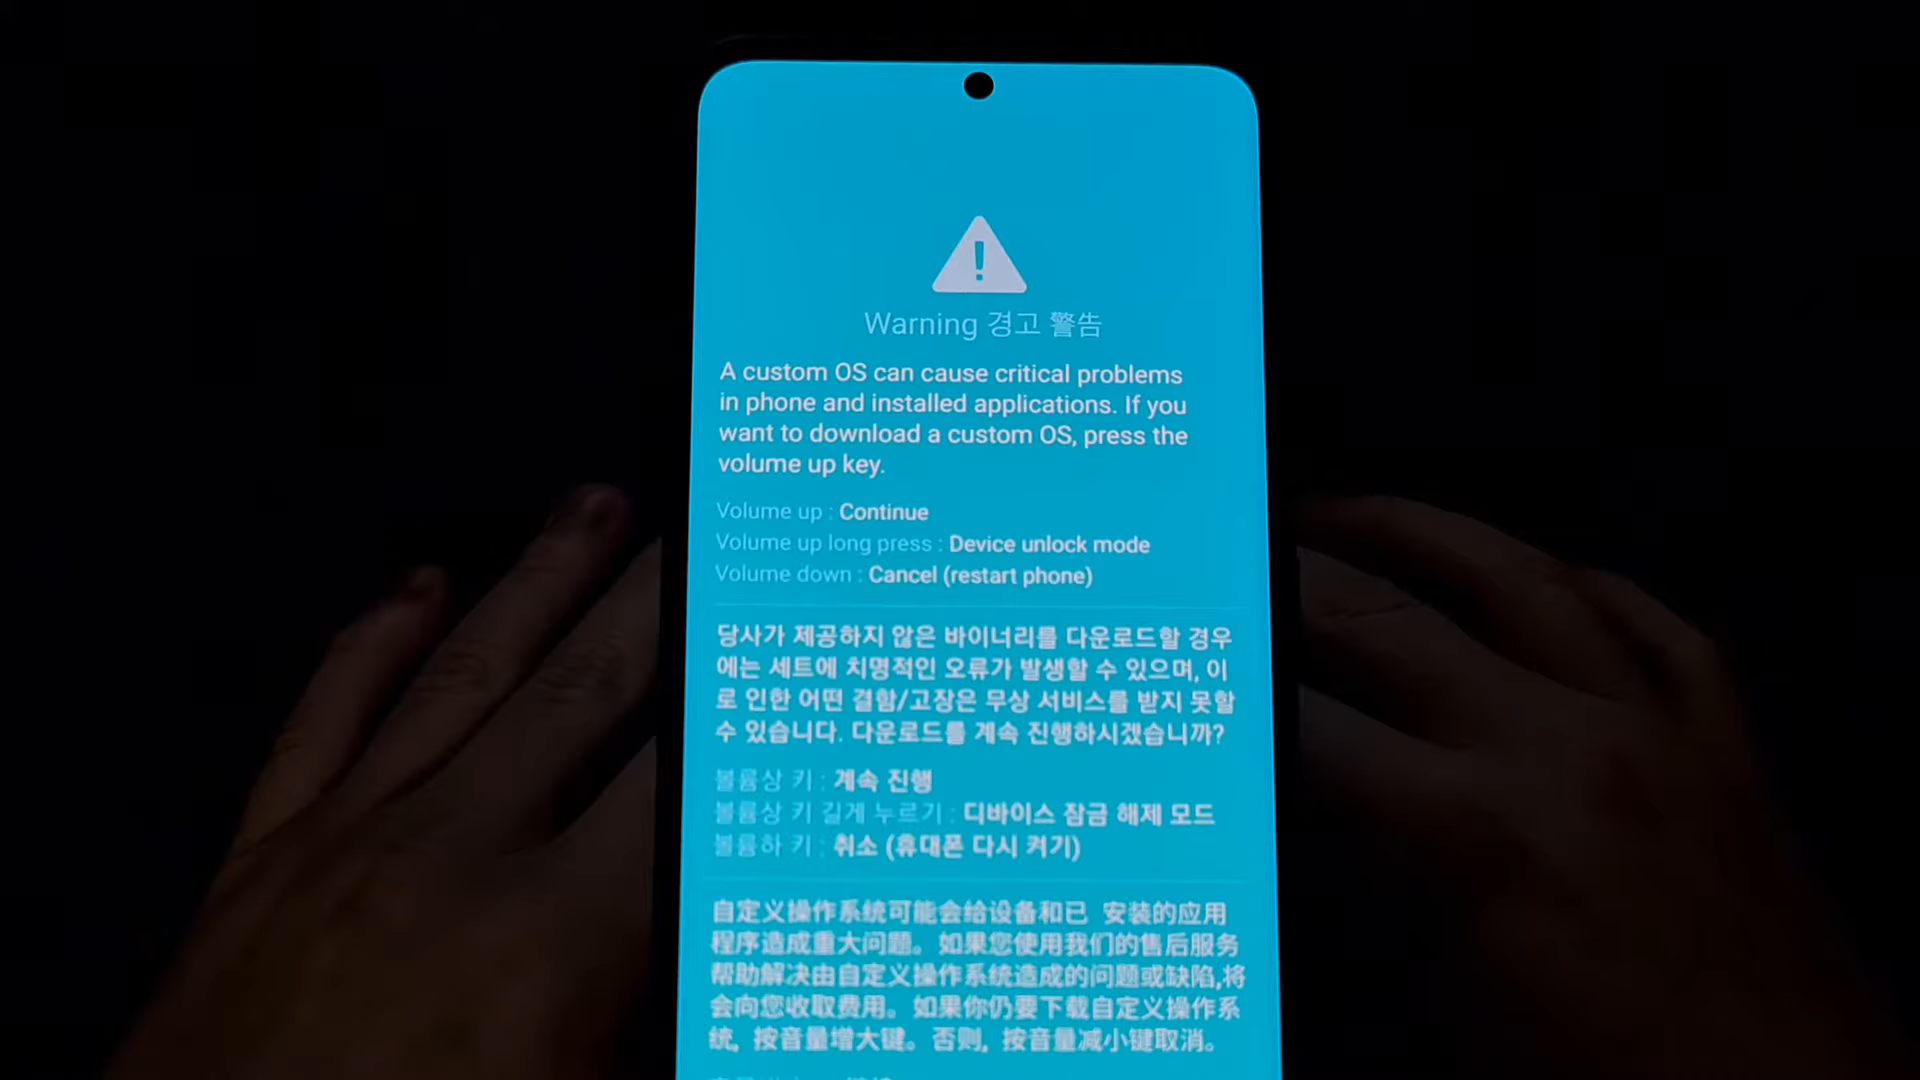 Warning 경고 警告
A custom OS can cause critical problems
in phone and installed applications. If you
want to download a custom OS, press the
volume up key.
Volume up : Continue
Volume up long press : Device unlock mode
Volume down : Cancel (restart phone)
당사가 제공하지 않은 바이너리를 다운로드할 경우
에는 세트에 치명적인 오류가 발생할 수 있으며, 이
로 인한 어떤 결함/고장은 무상 서비스를 받지 못할
수 있습니다. 다운로드를 계속 진행하시겠습니까?
볼륨상 키 : 계속 진행
볼륨상 키 길게 누르기 : 디바이스 잠금 해제 모드
볼륨하 키 : 취소 (휴대폰 다시 켜기)
自定义操作系统可能会给设备和已 安装的应用
程序造成重大问题。如果您使用我们的售后服务
帮助解决由自定义操作系统造成的问题或缺陷,将
会向您收取费用。如果你仍要下载自定义操作系
统, 按音量增大键。否则, 按音量减小键取消。